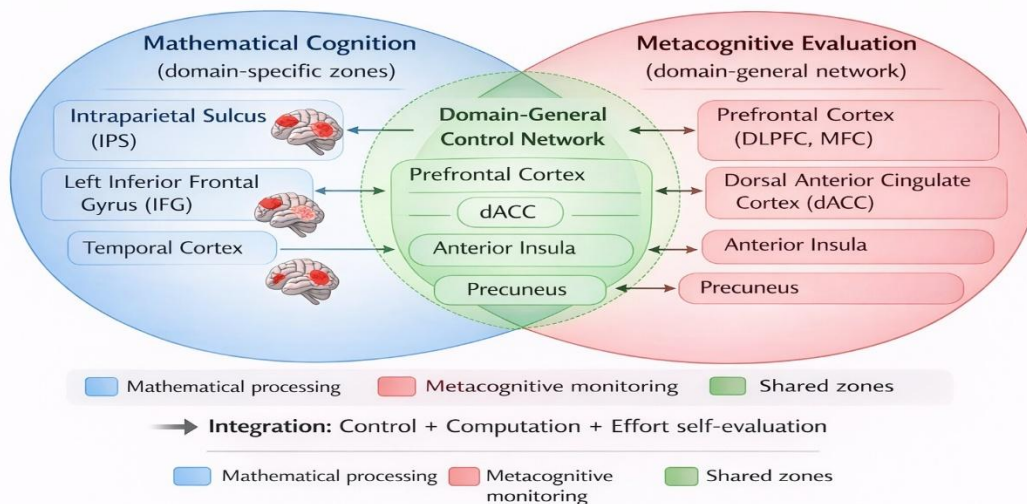 Mathematical Cognition
(domain-specific zones)
Metacognitive Evaluation
(domain-general network)
Intraparietal Sulcus
(IPS)
Left Inferior Frontal
Gyrus (IFG)
Temporal Cortex
Domain-General
Control Network
Prefrontal Cortex
dACC
Anterior Insula
Precuneus
Prefrontal Cortex
(DLPFC, MFC)
Dorsal Anterior Cingulate
Cortex (dACC)
Anterior Insula
Precuneus
Mathematical processing
Metacognitive monitoring
Shared zones
Integration: Control + Computation + Effort self-evaluation
Mathematical processing
Metacognitive
monitoring
Shared zones